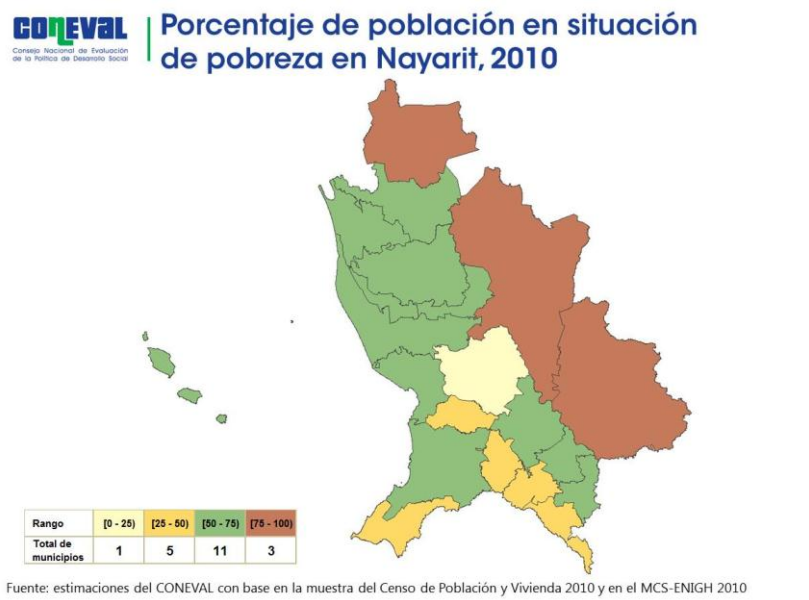 CONEVAL
Consejo Nacional de Evaluación
de la Política de Desarrollo Social
Porcentaje de población en situación
de pobreza en Nayarit, 2010
Rango [0 - 25) [25 - 50) [50 - 75) [75 - 100]
Total de municipios 1 5 11 3
Fuente: estimaciones del CONEVAL con base en la muestra del Censo de Población y Vivienda 2010 y en el MCS-ENIGH 2010